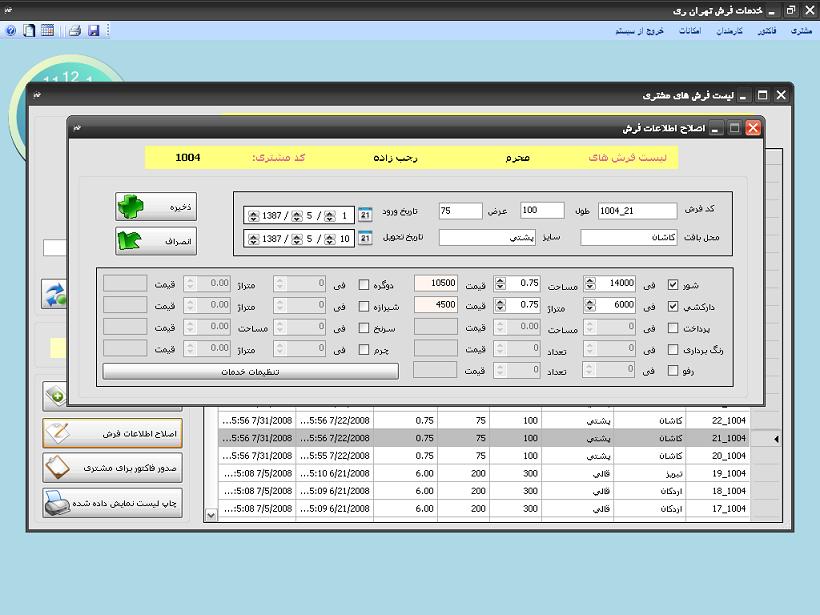 خدمات فرش تهران ری
مشتری فاکتور کارمندان امکانات خروج از سیستم
11 12 1
لیست فرش های مشتری
اصلاح اطلاعات فرش
لیست فرش های محرم رجب زاده کد مشتری: 1004
کد فرش 1004_21 طول 100 عرض 75 تاریخ ورود 1 / 5 / 1387
محل بافت کاشان سایز پشتی تاریخ تحویل 10 / 5 / 1387
ذخیره
انصراف
شور فی 14000 مساحت 0.75 قیمت 10500 دوگره فی 0 متراژ 0.00 قیمت
دارکشی فی 6000 متراژ 0.75 قیمت 4500 شیرازه فی 0 متراژ 0.00 قیمت
پرداخت فی 0 مساحت 0.00 قیمت سرنخ فی 0 مساحت 0.00 قیمت
رنگ برداری فی 0 تعداد 0 قیمت چرم فی 0 متراژ 0.00 قیمت
رفو فی 0 تعداد 0 قیمت تنظیمات خدمات
1004_22 کاشان پشتی 100 75 0.75 7/22/2008 5:56... 7/31/2008 5:56...
1004_21 کاشان پشتی 100 75 0.75 7/22/2008 5:56... 7/31/2008 5:56...
1004_20 کاشان پشتی 100 75 0.75 7/22/2008 5:55... 7/31/2008 5:56...
1004_19 تبریز قالی 300 200 6.00 6/21/2008 5:10... 7/5/2008 5:08:...
1004_18 اردکان قالی 300 200 6.00 6/21/2008 5:09... 7/5/2008 5:08:...
1004_17 اردکان قالی 300 200 6.00 6/21/2008 5:09... 7/5/2008 5:08:...
اصلاح اطلاعات فرش
صدور فاکتور برای مشتری
چاپ لیست نمایش داده شده